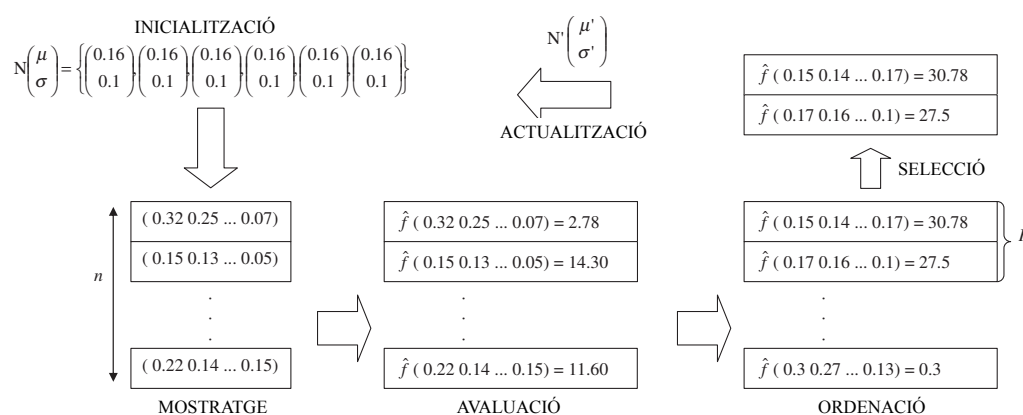 INICIALITZACIÓ
N(μ σ) = {(0.16 0.1), (0.16 0.1), (0.16 0.1), (0.16 0.1), (0.16 0.1), (0.16 0.1)}
N' (μ' σ')
ACTUALITZACIÓ
f̂ ( 0.15 0.14 ... 0.17) = 30.78
f̂ ( 0.17 0.16 ... 0.1) = 27.5
SELECCIÓ
n
( 0.32 0.25 ... 0.07)
( 0.15 0.13 ... 0.05)
.
.
.
( 0.22 0.14 ... 0.15)
MOSTRATGE
f̂ ( 0.32 0.25 ... 0.07) = 2.78
f̂ ( 0.15 0.13 ... 0.05) = 14.30
.
.
.
f̂ ( 0.22 0.14 ... 0.15) = 11.60
AVALUACIÓ
f̂ ( 0.15 0.14 ... 0.17) = 30.78
f̂ ( 0.17 0.16 ... 0.1) = 27.5
.
.
.
f̂ ( 0.3 0.27 ... 0.13) = 0.3
ORDENACIÓ